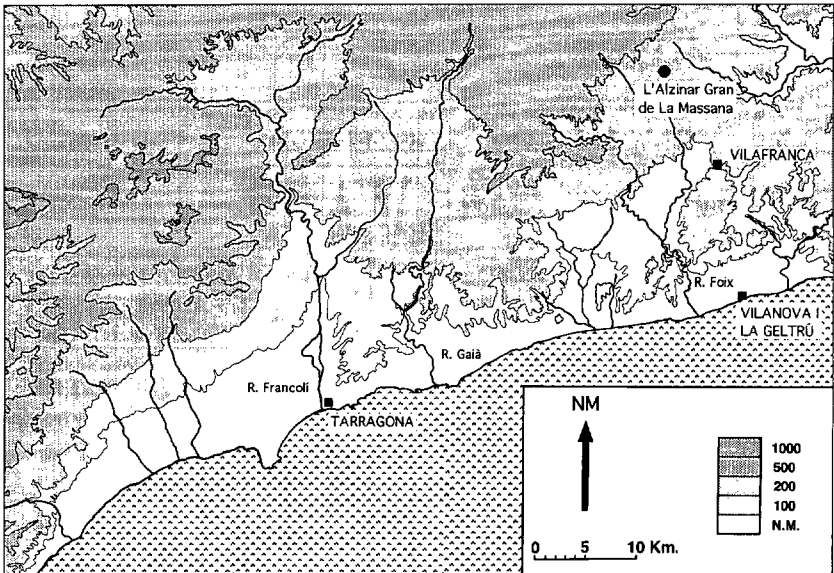 L'Alzinar Gran
de La Massana
VILAFRANCA
R. Foix
VILANOVA I
LA GELTRÙ
R. Gaià
R. Francolí
TARRAGONA
NM
1000
500
200
100
N.M.
0 5 10 Km.